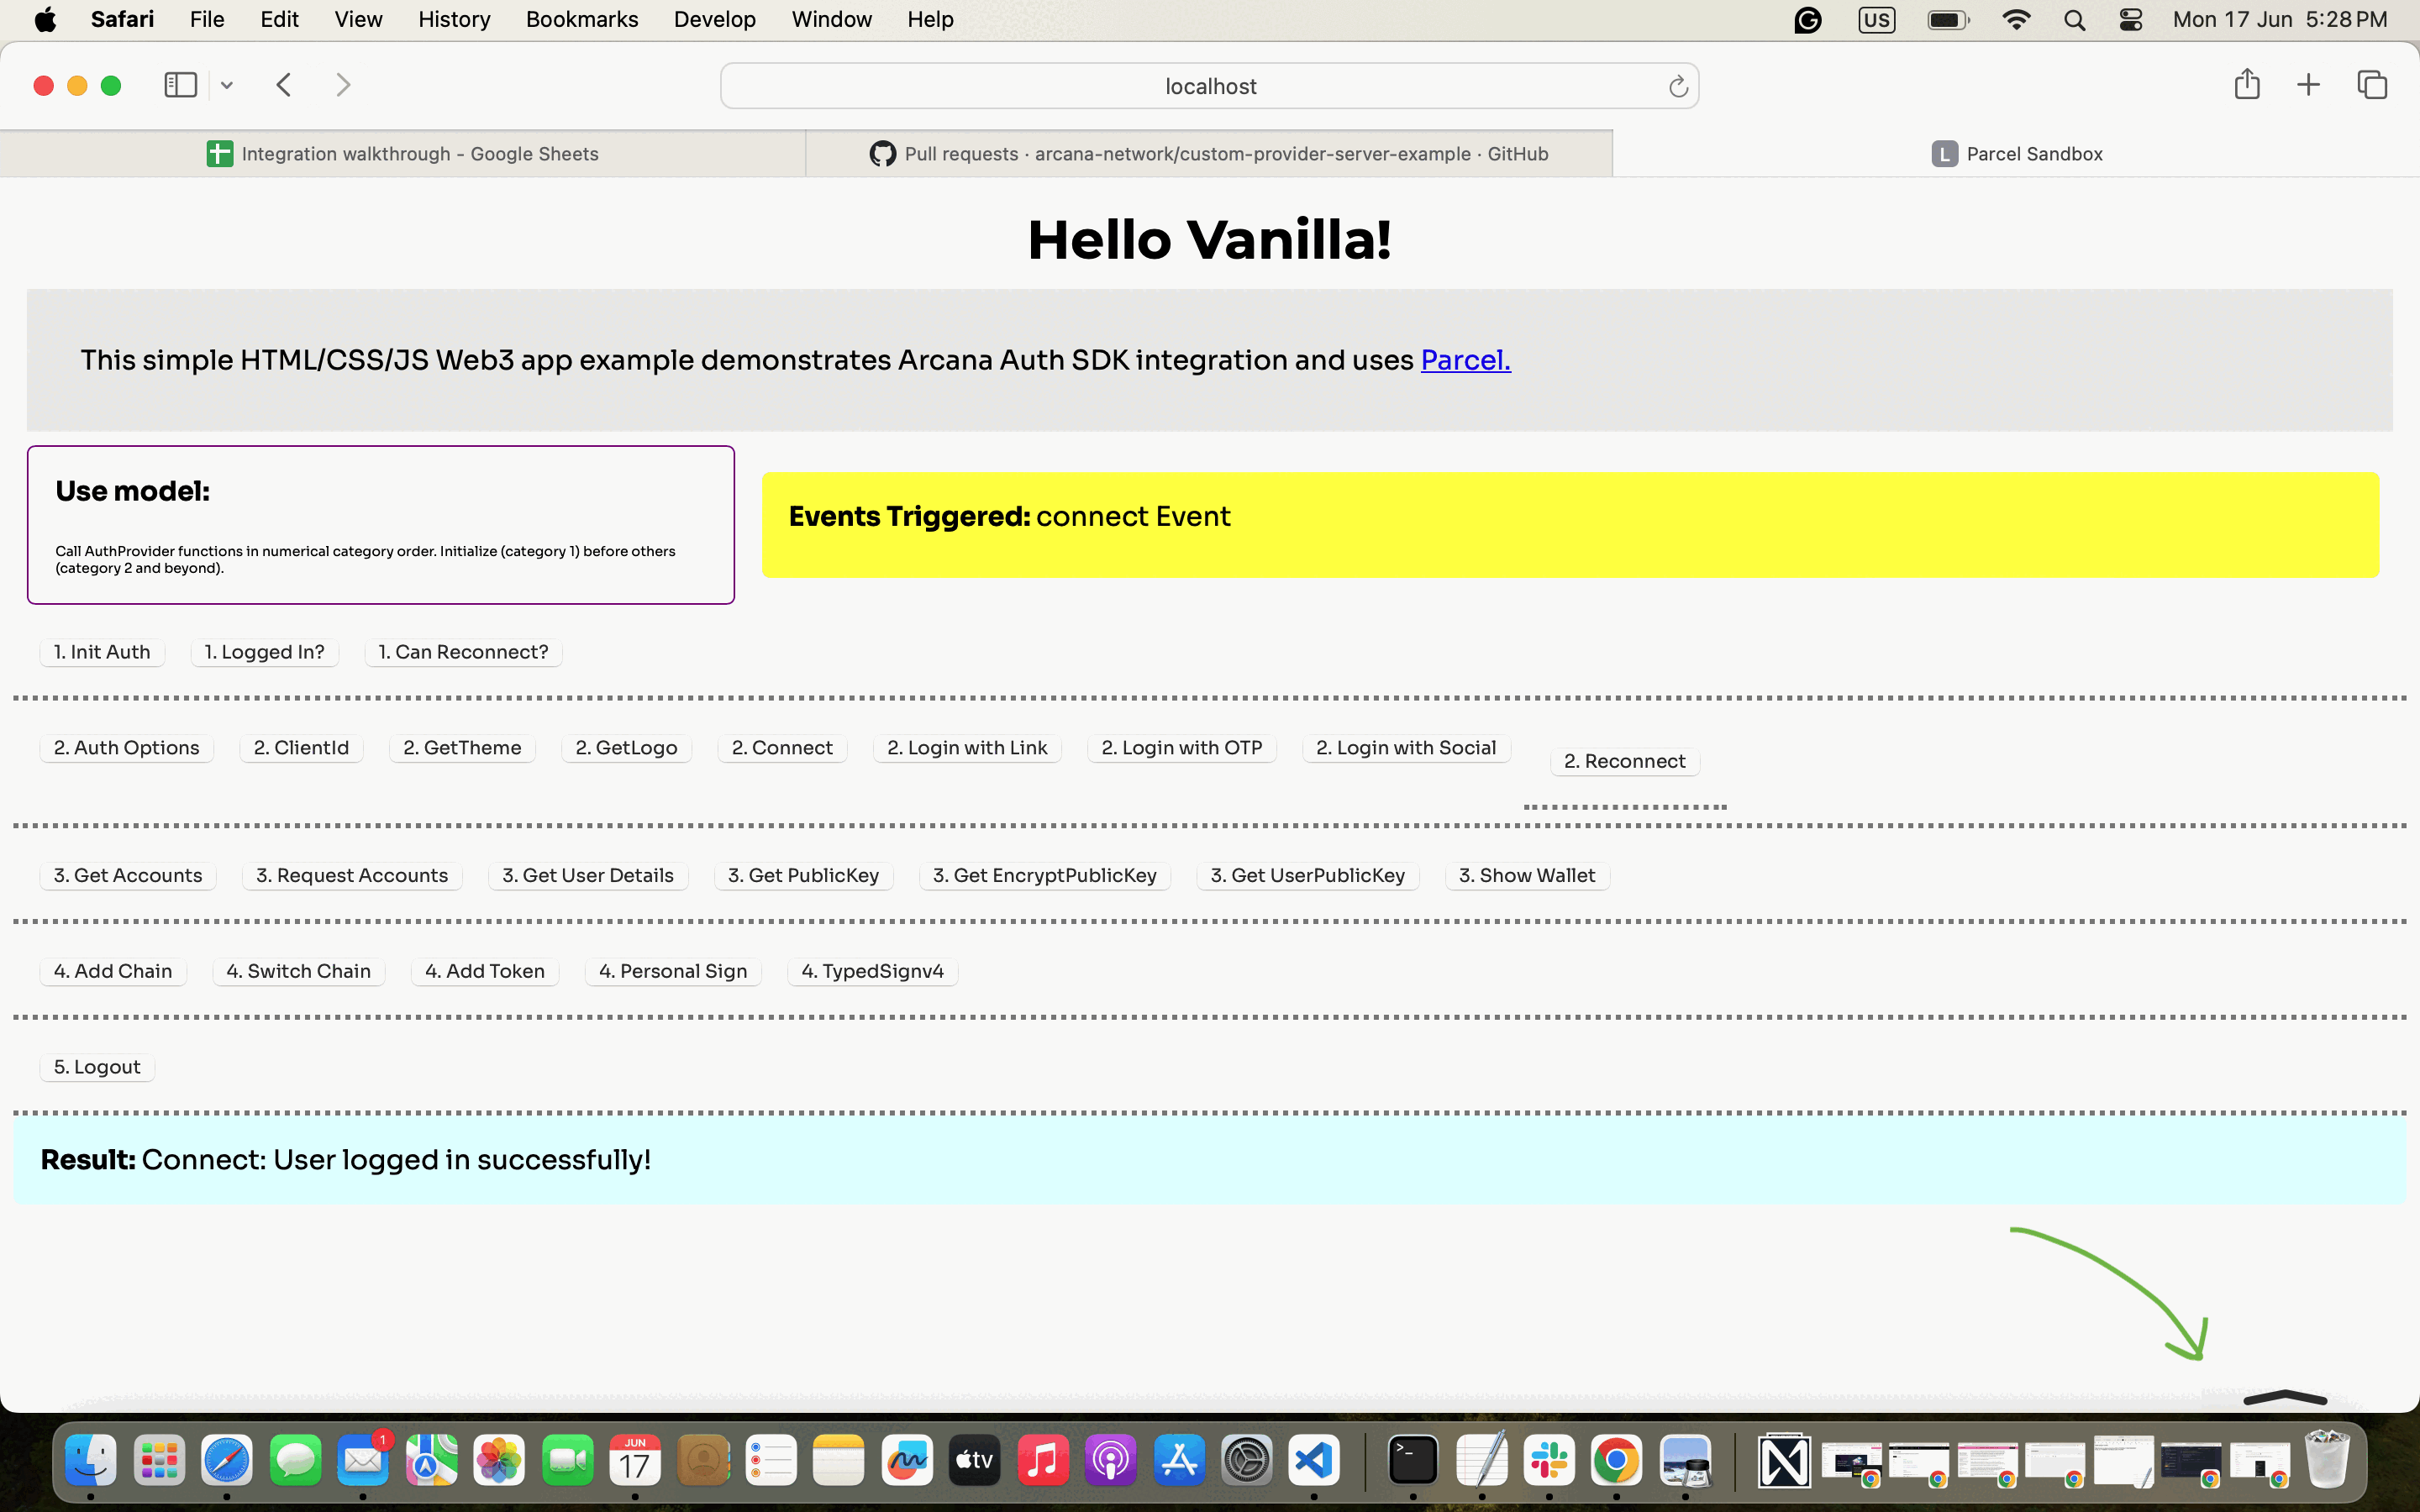 Safari File Edit View History Bookmarks Develop Window Help US Mon 17 Jun 5:28 PM
localhost
Integration walkthrough - Google Sheets Pull requests · arcana-network/custom-provider-server-example · GitHub L Parcel Sandbox
Hello Vanilla!
This simple HTML/CSS/JS Web3 app example demonstrates Arcana Auth SDK integration and uses Parcel.
Use model:
Call AuthProvider functions in numerical category order. Initialize (category 1) before others
(category 2 and beyond).
Events Triggered: connect Event
1. Init Auth 1. Logged In? 1. Can Reconnect?
2. Auth Options 2. ClientId 2. GetTheme 2. GetLogo 2. Connect 2. Login with Link 2. Login with OTP 2. Login with Social 2. Reconnect
3. Get Accounts 3. Request Accounts 3. Get User Details 3. Get PublicKey 3. Get EncryptPublicKey 3. Get UserPublicKey 3. Show Wallet
4. Add Chain 4. Switch Chain 4. Add Token 4. Personal Sign 4. TypedSignv4
5. Logout
Result: Connect: User logged in successfully!
1
JUN
17
tv